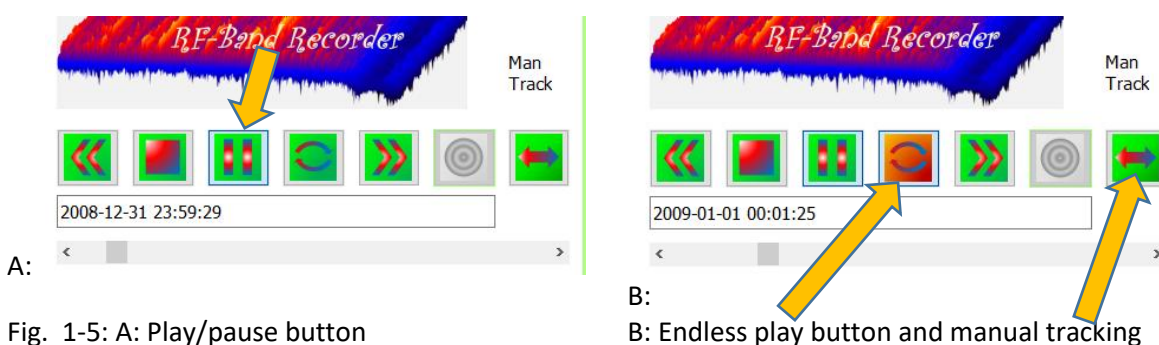 RF-Band Recorder
Man
Track
2008-12-31 23:59:29
A:
RF-Band Recorder
Man
Track
2009-01-01 00:01:25
B:
Fig. 1-5: A: Play/pause button
B: Endless play button and manual tracking